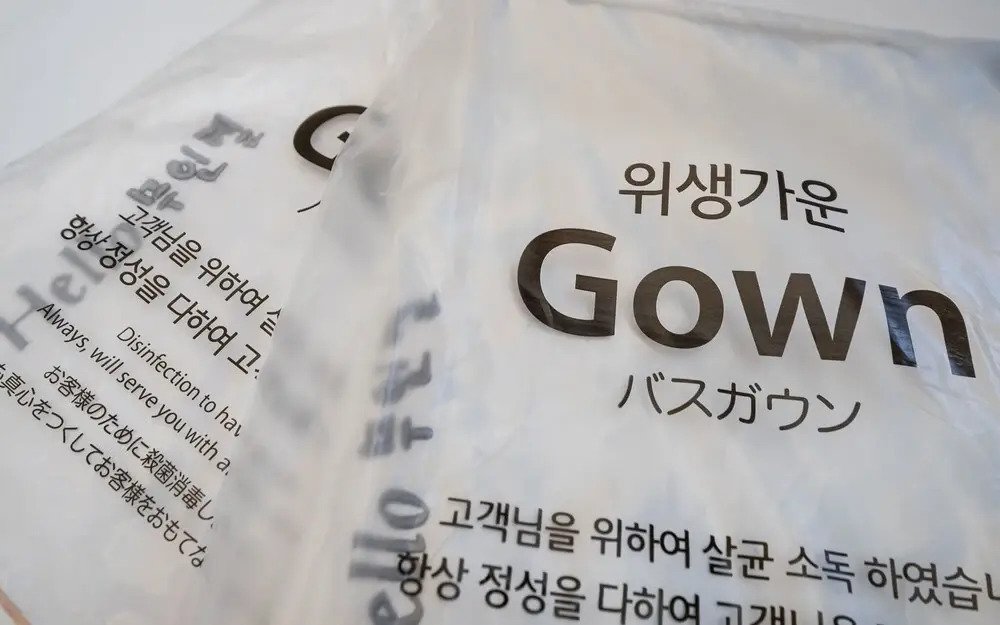 고객님을 위하여
항상 정성을 다하여
Disinfection to
Always, will serve you with
お客様のために殺菌消毒し
も真心をつくしてお客様をおもてな
Hello
위생가운
Gown
バスガウン
고객님을 위하여 살균 소독 하였습니
항상 정성을 다하여